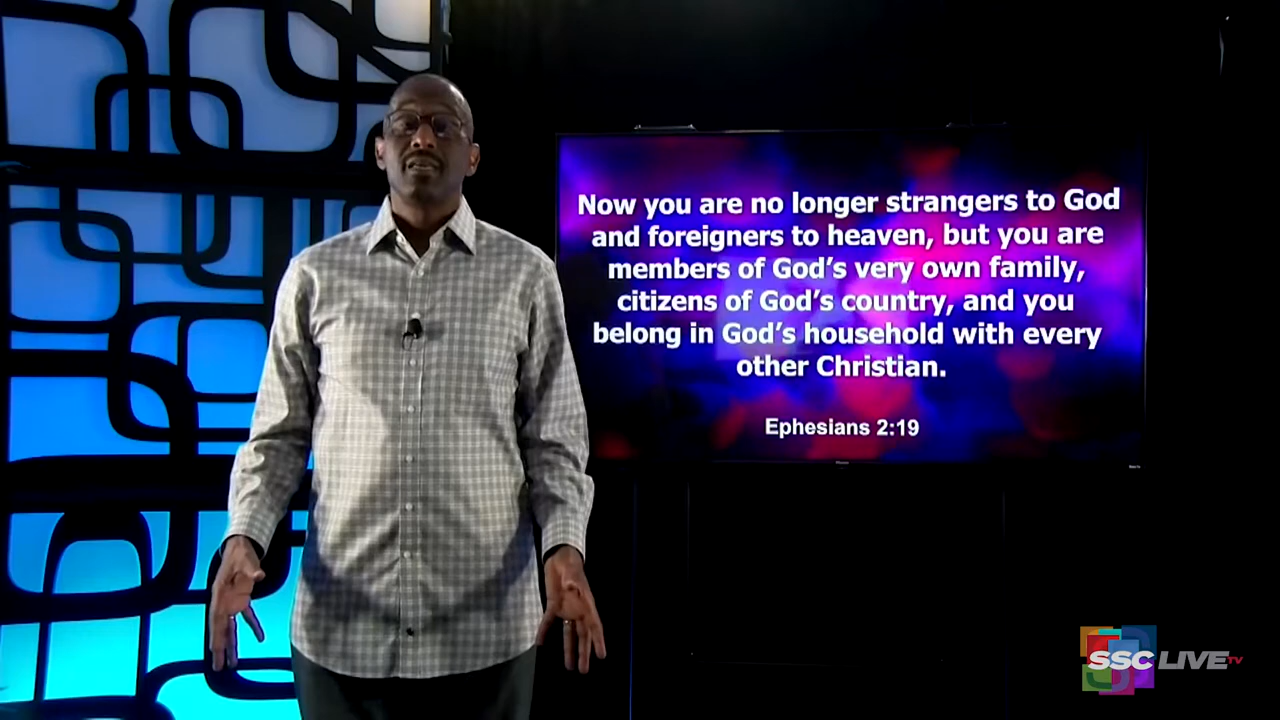 Now you are no longer strangers to God
and foreigners to heaven, but you are
members of God’s very own family,
citizens of God’s country, and you
belong in God’s household with every
other Christian.
Ephesians 2:19
SSC LIVE TV